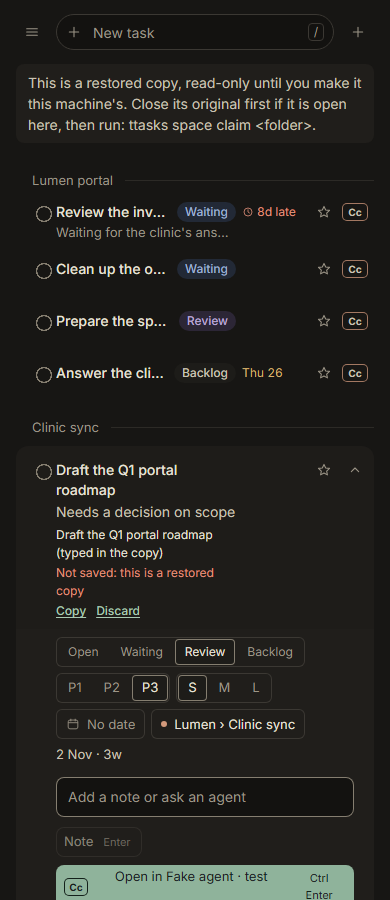 New task /
This is a restored copy, read-only until you make it
this machine's. Close its original first if it is open
here, then run: ttasks space claim <folder>.
Lumen portal
Review the inv... Waiting 8d late Cc
Waiting for the clinic's ans...
Clean up the o... Waiting Cc
Prepare the sp... Review Cc
Answer the cli... Backlog Thu 26 Cc
Clinic sync
Draft the Q1 portal
roadmap
Needs a decision on scope
Draft the Q1 portal roadmap
(typed in the copy)
Not saved: this is a restored
copy
Copy Discard
Open Waiting Review Backlog
P1 P2 P3 S M L
No date Lumen › Clinic sync
2 Nov · 3w
Add a note or ask an agent
Note Enter
Cc Open in Fake agent · test Ctrl
Enter